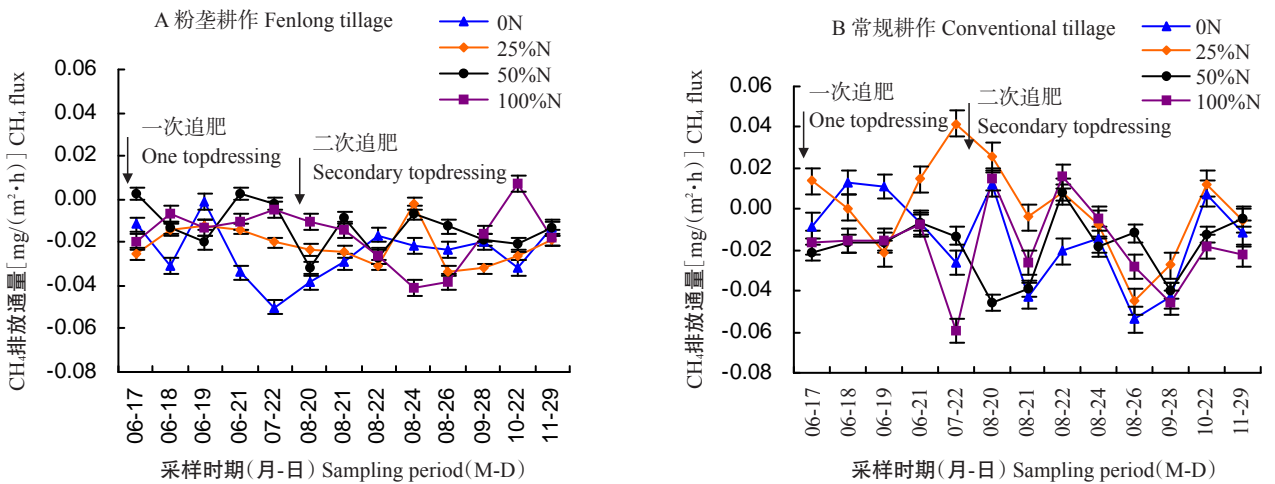 A 粉垄耕作 Fenlong tillage
0N
25%N
50%N
100%N
0.06
0.04
0.02
0.00
-0.02
-0.04
-0.06
-0.08
CH₄排放通量[mg/(m²·h)] CH₄ flux
一次追肥
One topdressing
二次追肥
Secondary topdressing
06-17
06-18
06-19
06-21
07-22
08-20
08-21
08-22
08-24
08-26
09-28
10-22
11-29
采样时期(月-日) Sampling period(M-D)
B 常规耕作 Conventional tillage
0N
25%N
50%N
100%N
0.06
0.04
0.02
0.00
-0.02
-0.04
-0.06
-0.08
CH₄排放通量[mg/(m²·h)] CH₄ flux
一次追肥
One topdressing
二次追肥
Secondary topdressing
06-17
06-18
06-19
06-21
07-22
08-20
08-21
08-22
08-24
08-26
09-28
10-22
11-29
采样时期(月-日) Sampling period(M-D)